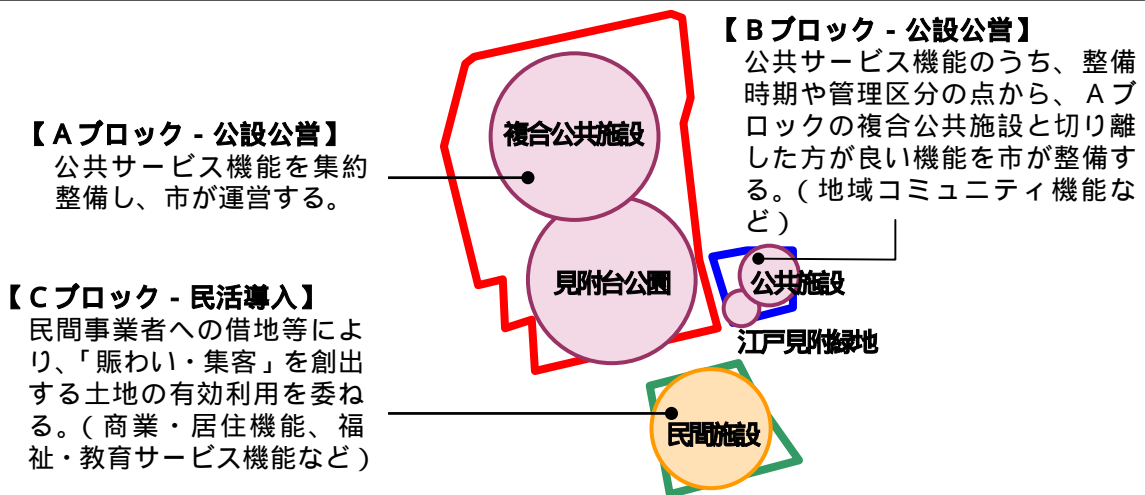 【Aブロック - 公設公営】
公共サービス機能を集約
整備し、市が運営する。
【Cブロック - 民活導入】
民間事業者への借地等によ
り、「賑わい・集客」を創出
する土地の有効利用を委ね
る。(商業・居住機能、福
祉・教育サービス機能など)
複合公共施設
見附台公園
【Bブロック - 公設公営】
公共サービス機能のうち、整備
時期や管理区分の点から、Aブ
ロックの複合公共施設と切り離
した方が良い機能を市が整備す
る。(地域コミュニティ機能な
ど)
公共施設
江戸見附緑地
民間施設